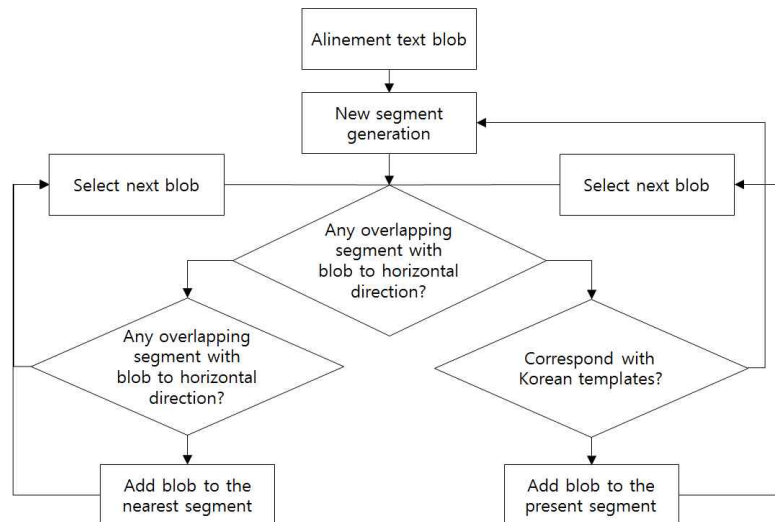 Alinement text blob
New segment
generation
Select next blob
Select next blob
Any overlapping
segment with
blob to horizontal
direction?
Any overlapping
segment with
blob to horizontal
direction?
Correspond with
Korean templates?
Add blob to the
nearest segment
Add blob to the
present segment